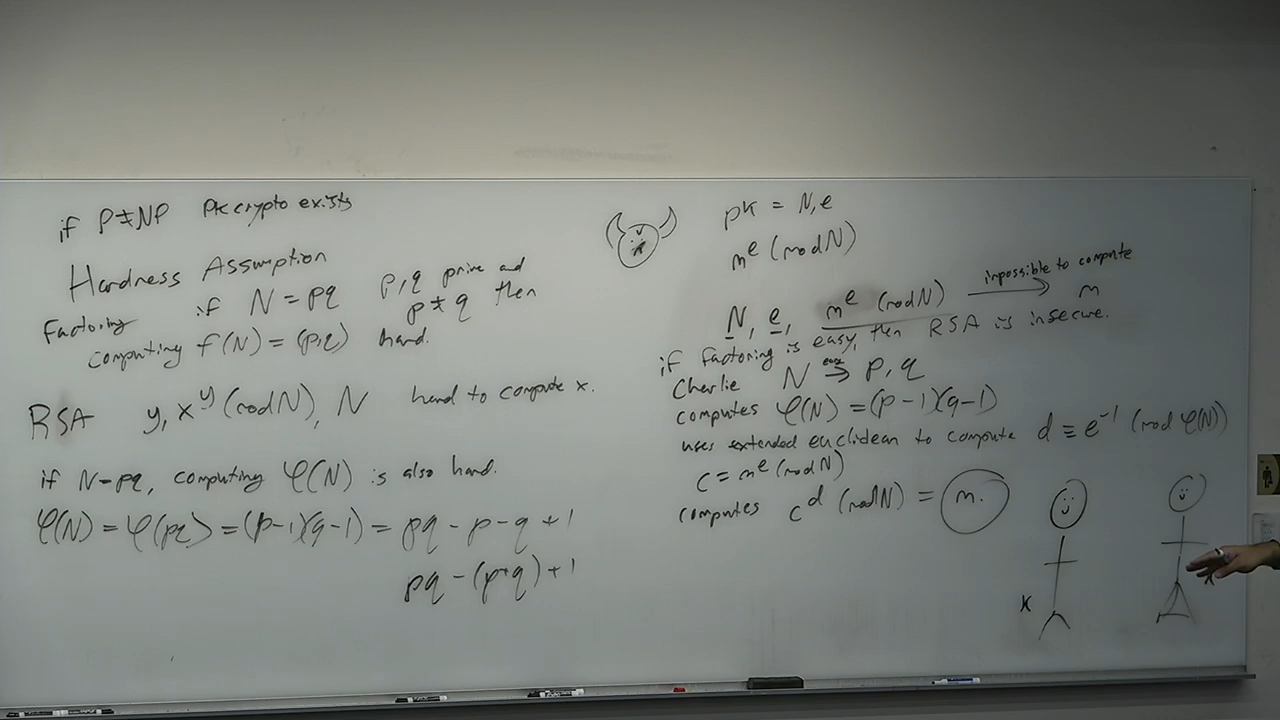 if P≠NP PK crypto exists
Hardness Assumption
Factoring if N = pq p,q prime and p ≠ q then
computing f(N) = (p,q) hard.
RSA y, x^y (mod N), N hard to compute x.
if N=pq, computing φ(N) is also hard.
φ(N) = φ(pq) = (p-1)(q-1) = pq - p - q + 1
pq - (p+q) + 1
pk = N,e
m^e (mod N)
N, e, m^e (mod N) impossible to compute → m
if factoring is easy, then RSA is insecure.
Charlie N easy → p, q
computes φ(N) = (p-1)(q-1)
uses extended euclidean to compute d ≡ e^-1 (mod φ(N))
c = m^e (mod N)
computes c^d (mod N) = m.
K